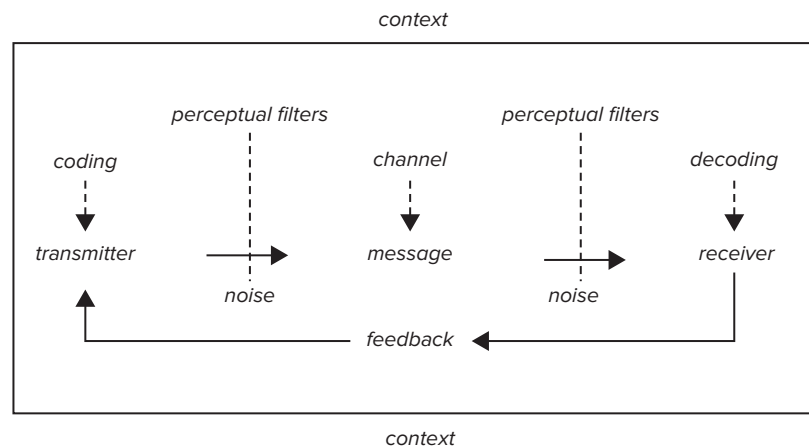 context
perceptual filters
perceptual filters
coding
channel
decoding
transmitter
message
receiver
noise
noise
feedback
context